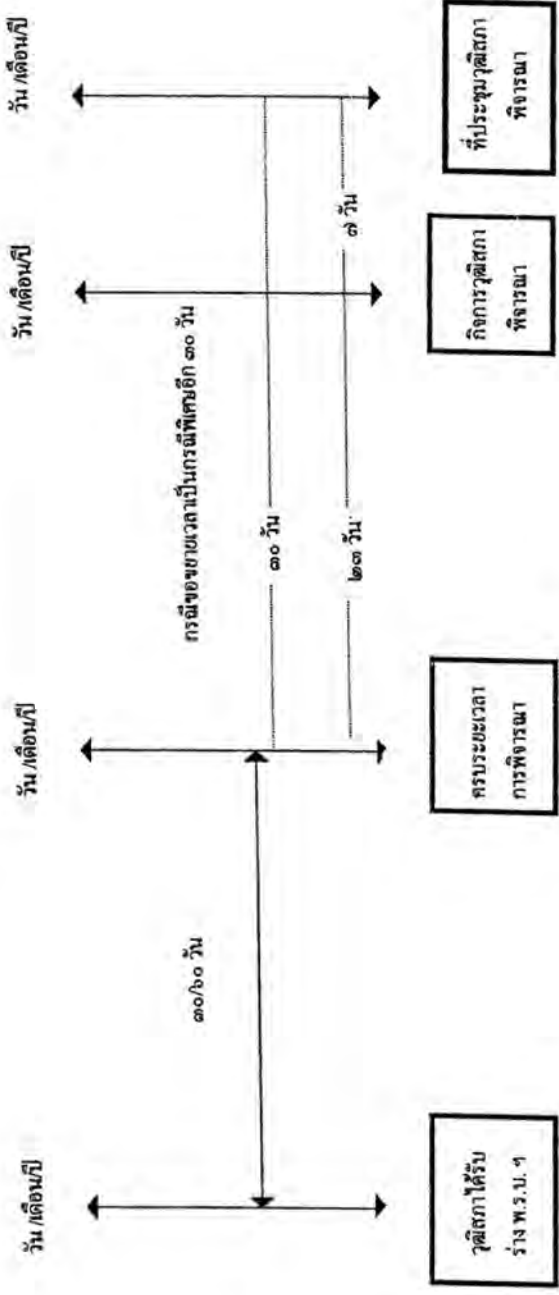 วัน /เดือน/ปี
วัน /เดือน/ปี
วัน /เดือน/ปี
วัน /เดือน/ปี
๓๐/๖๐ วัน
กรณีขอขยายเวลาเป็นกรณีพิเศษอีก ๓๐ วัน
๓๐ วัน
๒๓ วัน
๗ วัน
วุฒิสภาได้รับ
ร่าง พ.ร.บ. ฯ
ครบระยะเวลา
การพิจารณา
กิจการวุฒิสภา
พิจารณา
ที่ประชุมวุฒิสภา
พิจารณา